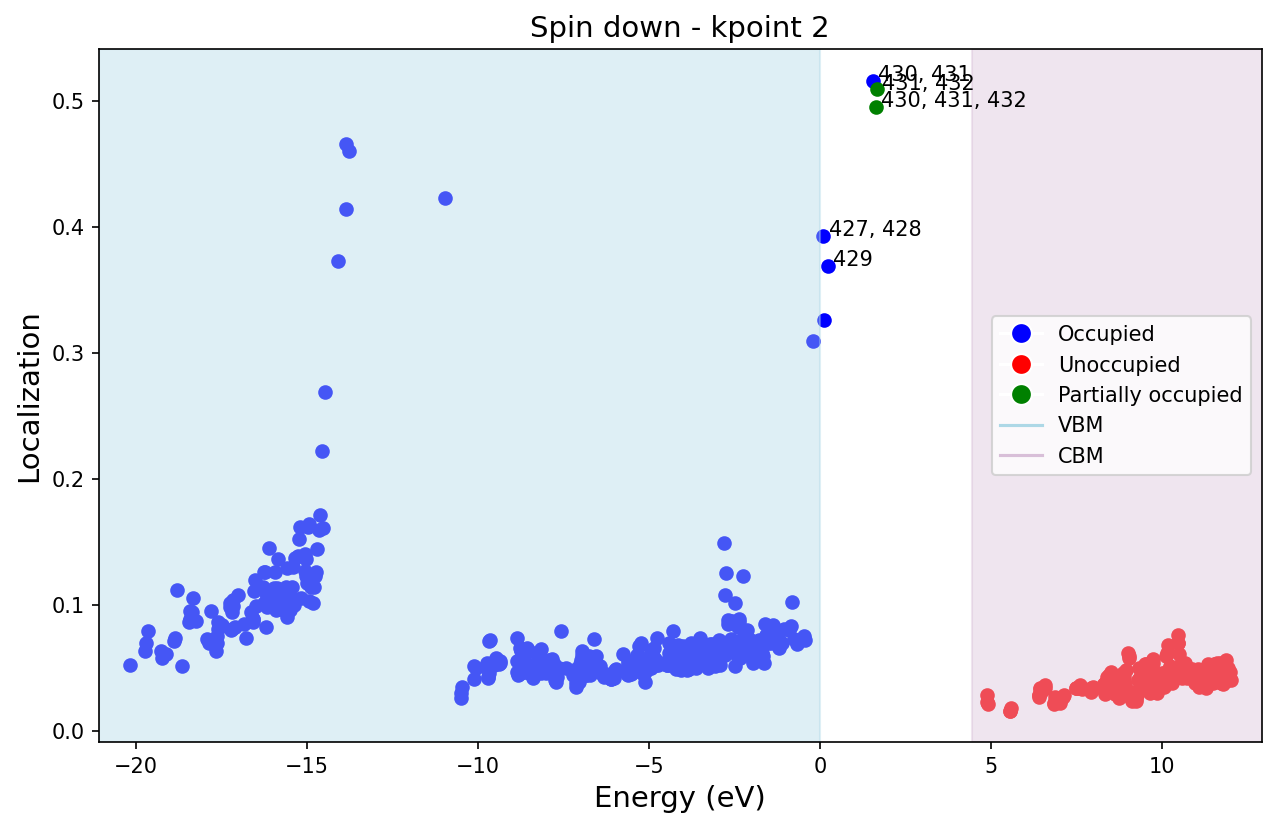 Spin down - kpoint 2
430, 431
431, 432
430, 431, 432
427, 428
429
Localization
0.5
0.4
0.3
0.2
0.1
0.0
Occupied
Unoccupied
Partially occupied
VBM
CBM
−20
−15
−10
−5
0
5
10
Energy (eV)